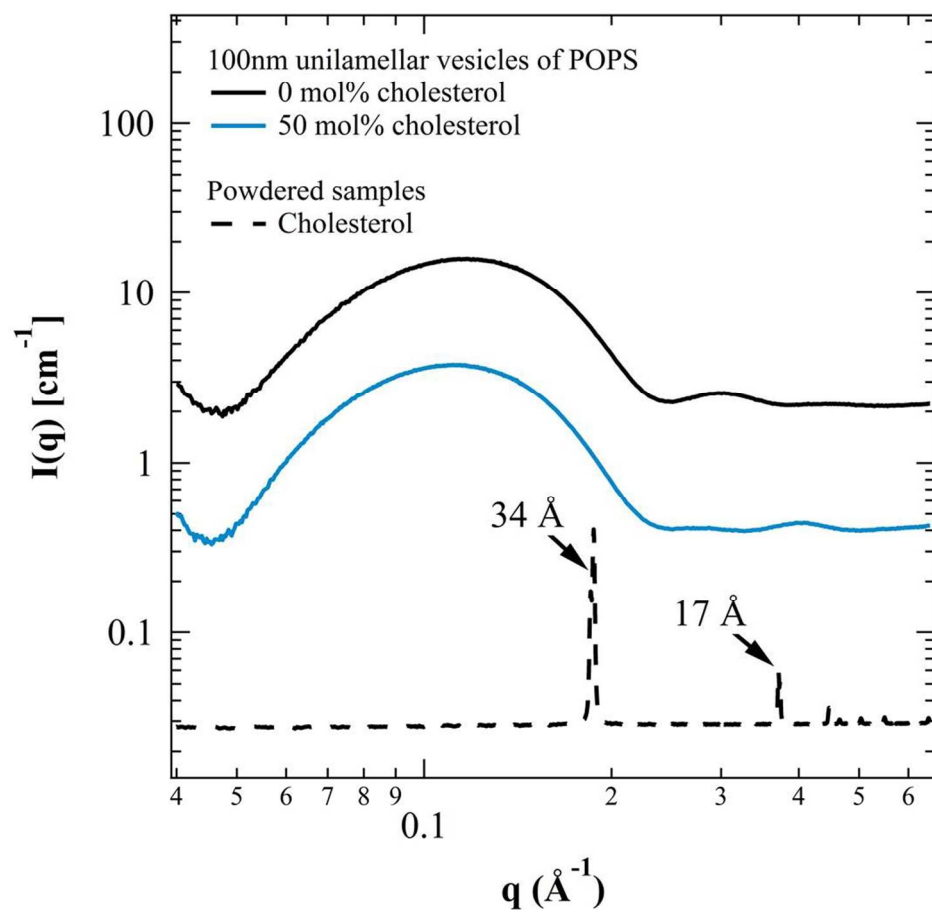 100nm unilamellar vesicles of POPS
0 mol% cholesterol
50 mol% cholesterol
Powdered samples
Cholesterol
100
10
1
0.1
I(q) [cm⁻¹]
34 Å
17 Å
4 5 6 7 8 9 2 3 4 5 6
0.1
q (Å⁻¹)